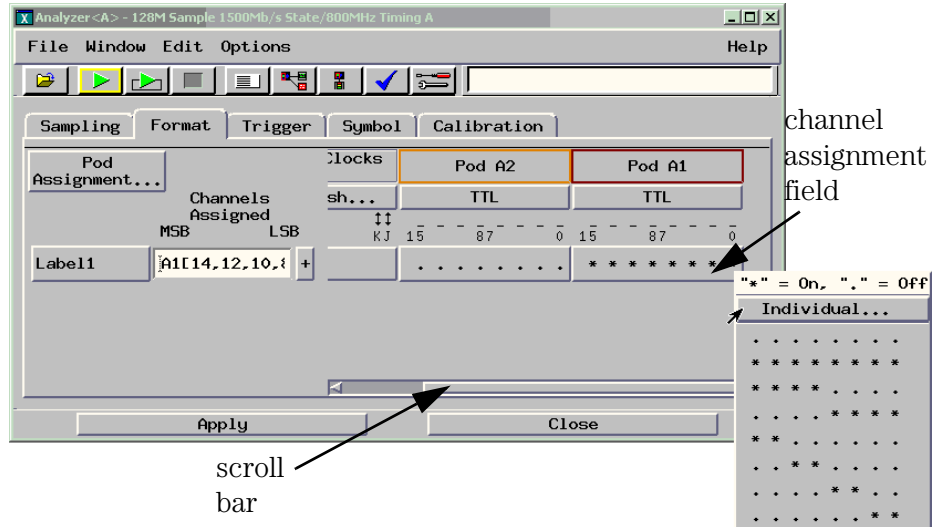 Analyzer<A> - 128M Sample 1500Mb/s State/800MHz Timing A
File Window Edit Options Help
Sampling Format Trigger Symbol Calibration
channel
assignment
field
Pod
Assignment...
Clocks
Pod A2 Pod A1
Channels
Assigned
sh... TTL TTL
MSB LSB
KJ 15 87 0 15 87 0
Label1 A1[14,12,10,8 + . . . . . . . . * * * * * * *
"*" = On, "." = Off
Individual...
. . . . . . . .
* * * * * * * *
* * * * . . . .
. . . . * * * *
* * . . . . . .
. . * * . . . .
. . . . * * . .
. . . . . . * *
Apply Close
scroll
bar